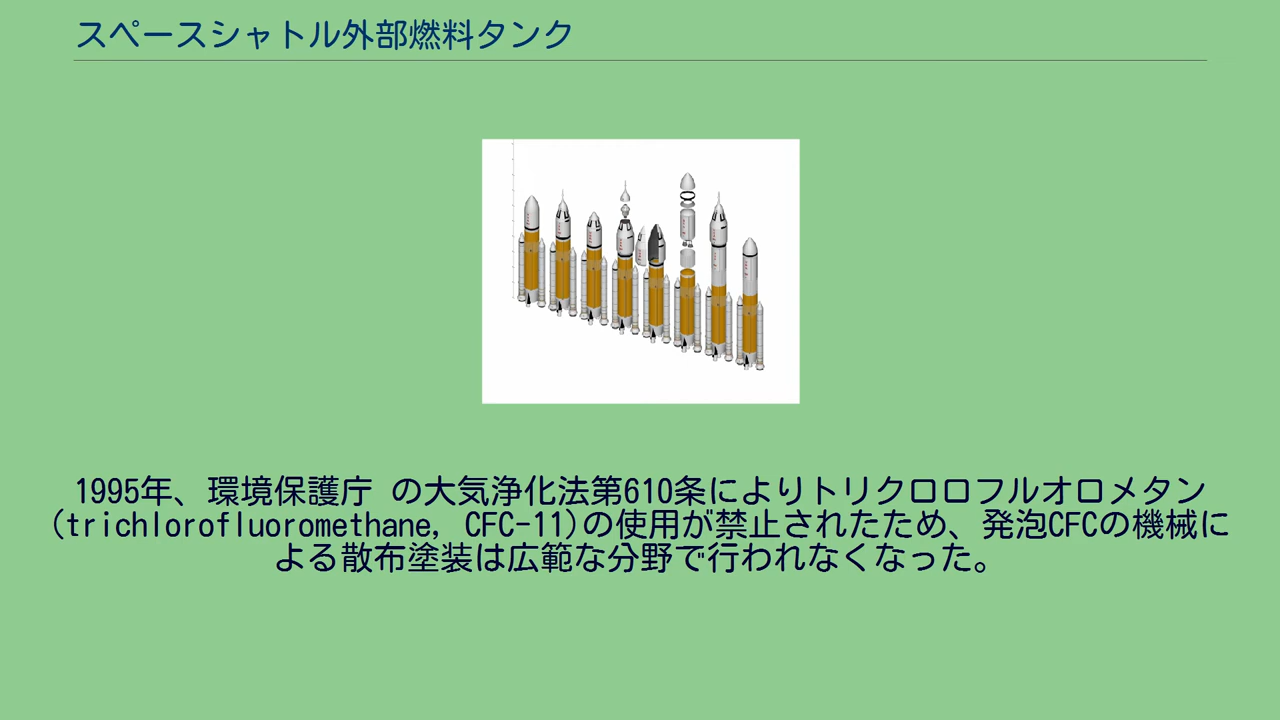 スペースシャトル外部燃料タンク
1995年、環境保護庁 の大気浄化法第610条によりトリクロロフルオロメタン
(trichlorofluoromethane, CFC-11)の使用が禁止されたため、発泡CFCの機械に
よる散布塗装は広範な分野で行われなくなった。